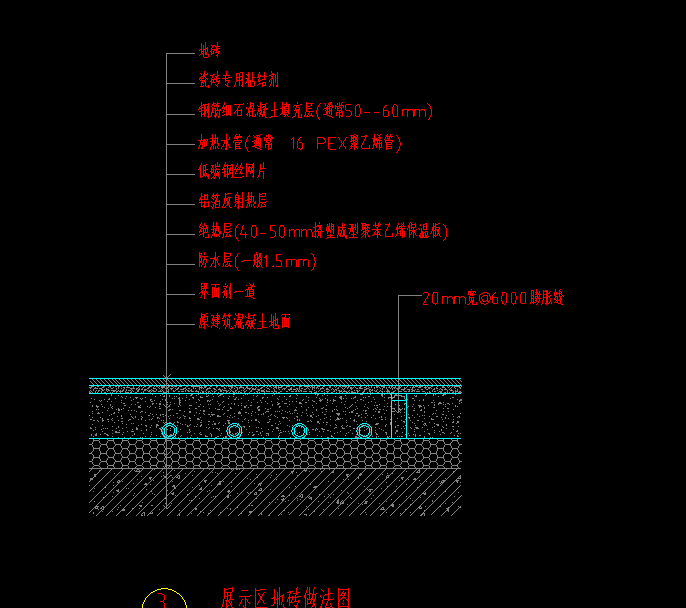 地砖
瓷砖专用粘结剂
钢筋细石混凝土填充层(通常50--60mm)
加热水管(通常 16 PEX聚乙烯管)
低碳钢丝网片
铝箔反射热层
绝热层(40-50mm挤塑成型聚苯乙烯保温板)
防水层(一般1.5mm)
界面剂一道
20mm宽@6000膨胀缝
原建筑混凝土地面
3 展示区地砖做法图